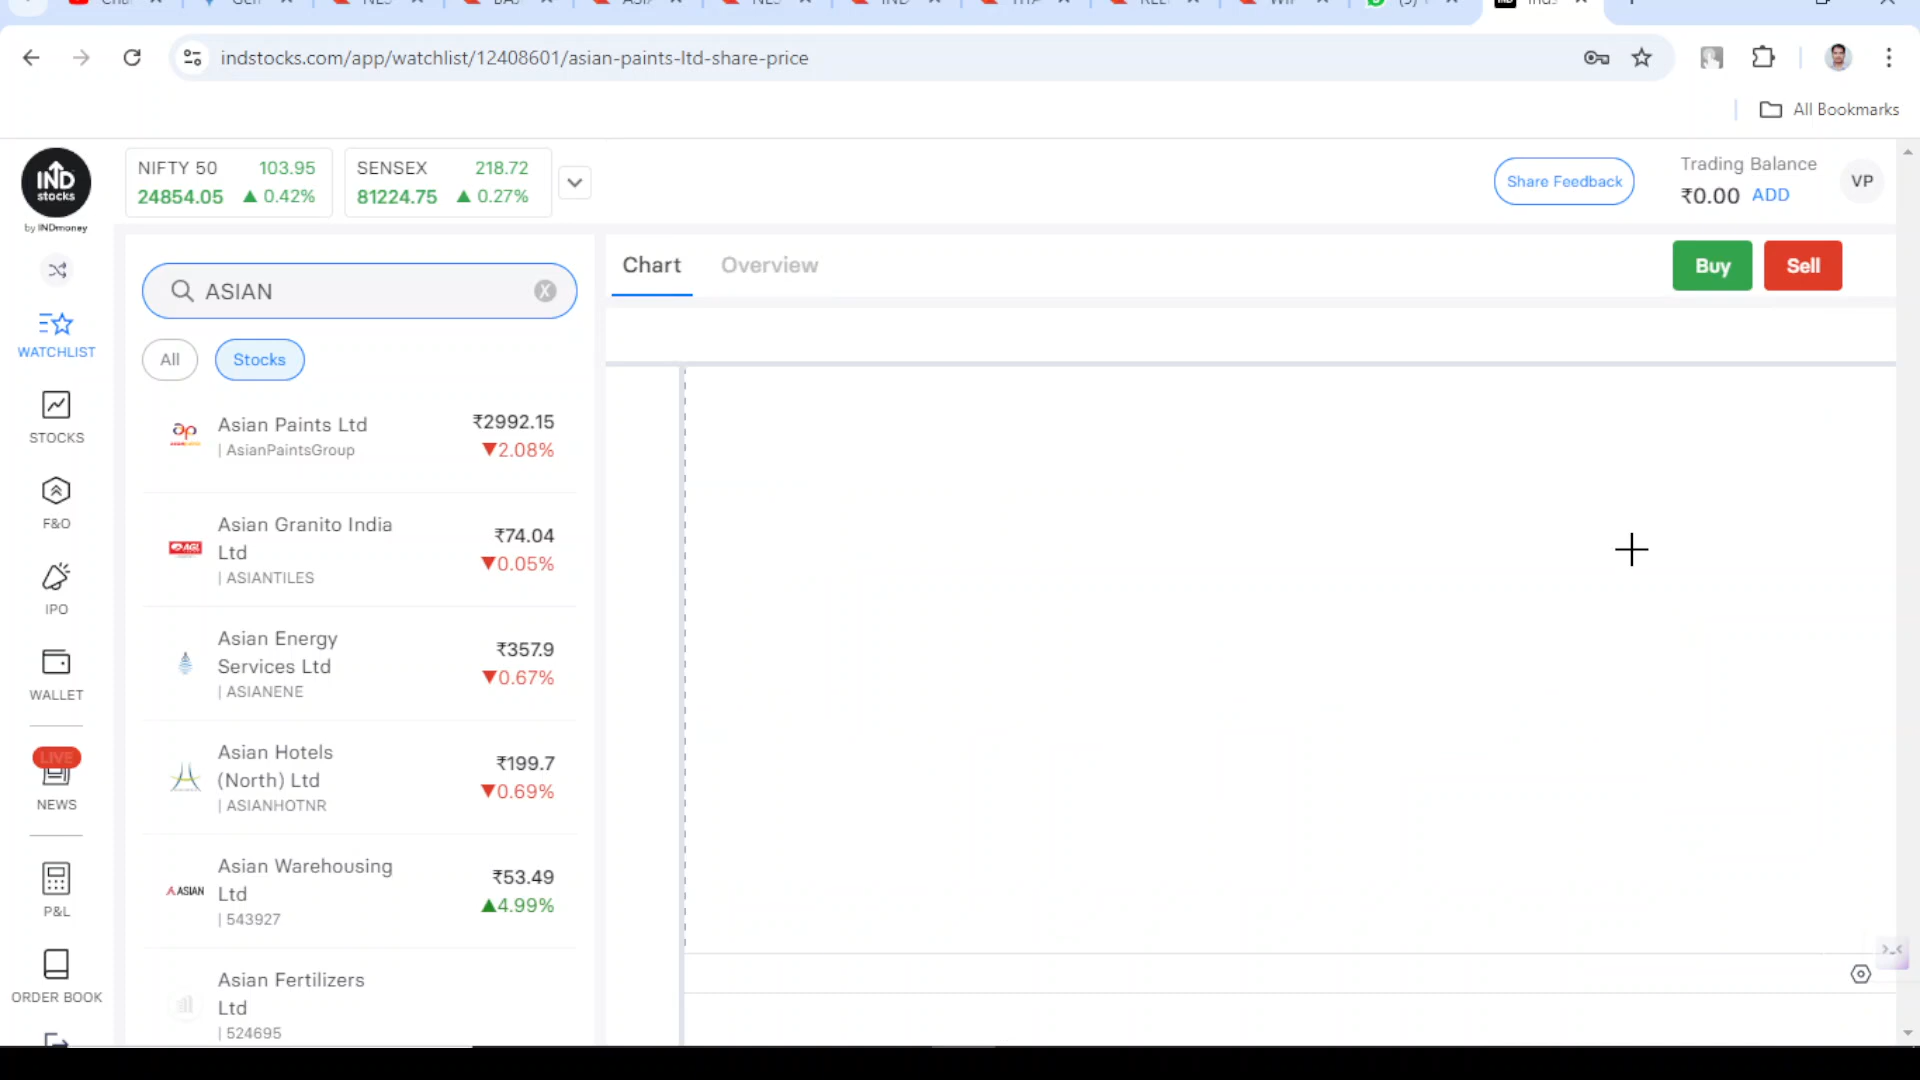 indstocks.com/app/watchlist/12408601/asian-paints-ltd-share-price
All Bookmarks
IND
stocks
by INDmoney
NIFTY 50 103.95
24854.05 ▲ 0.42%
SENSEX 218.72
81224.75 ▲ 0.27%
Share Feedback
Trading Balance
₹0.00 ADD
VP
ASIAN
All Stocks
Chart Overview
Buy Sell
WATCHLIST
STOCKS
F&O
IPO
WALLET
LIVE
NEWS
P&L
ORDER BOOK
Asian Paints Ltd ₹2992.15
| AsianPaintsGroup ▼2.08%
Asian Granito India
Ltd ₹74.04
| ASIANTILES ▼0.05%
Asian Energy
Services Ltd ₹357.9
| ASIANENE ▼0.67%
Asian Hotels
(North) Ltd ₹199.7
| ASIANHOTNR ▼0.69%
Asian Warehousing
Ltd ₹53.49
| 543927 ▲4.99%
ASIAN
Asian Fertilizers
Ltd
| 524695